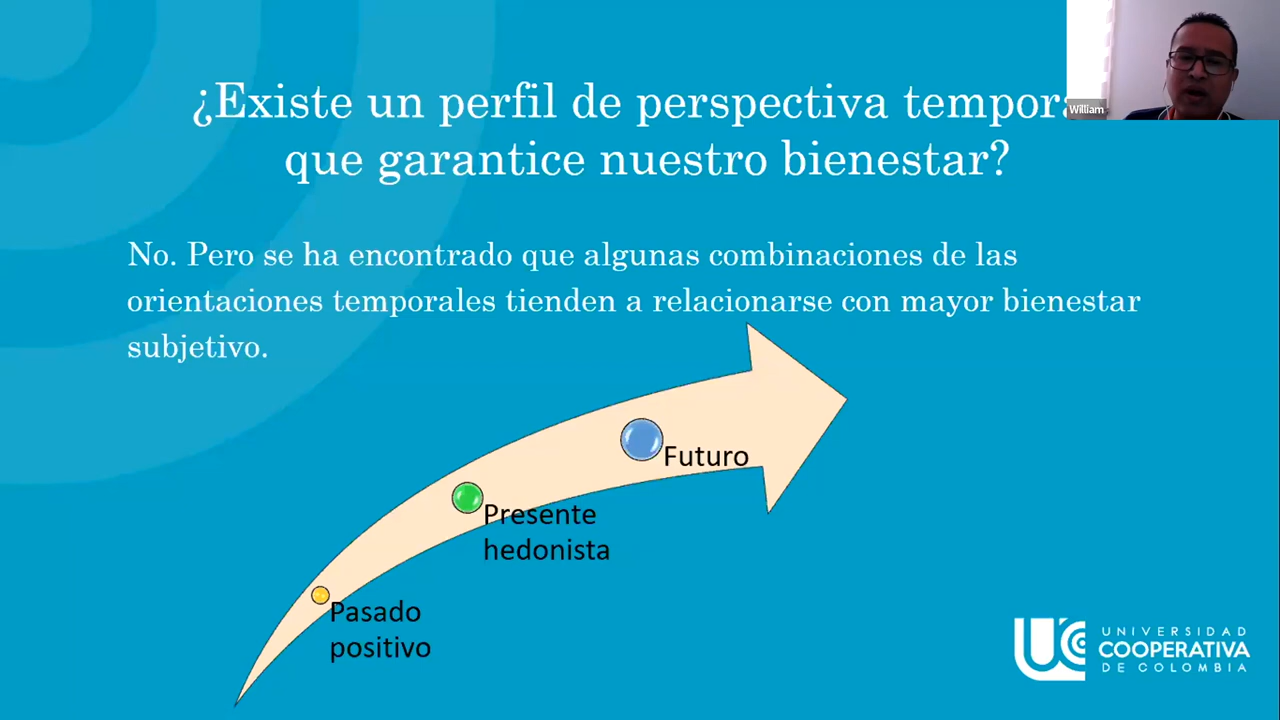 ¿Existe un perfil de perspectiva tempora
que garantice nuestro bienestar?
William
No. Pero se ha encontrado que algunas combinaciones de las
orientaciones temporales tienden a relacionarse con mayor bienestar
subjetivo.
Futuro
Presente
hedonista
Pasado
positivo
UNIVERSIDAD
COOPERATIVA
DE COLOMBIA